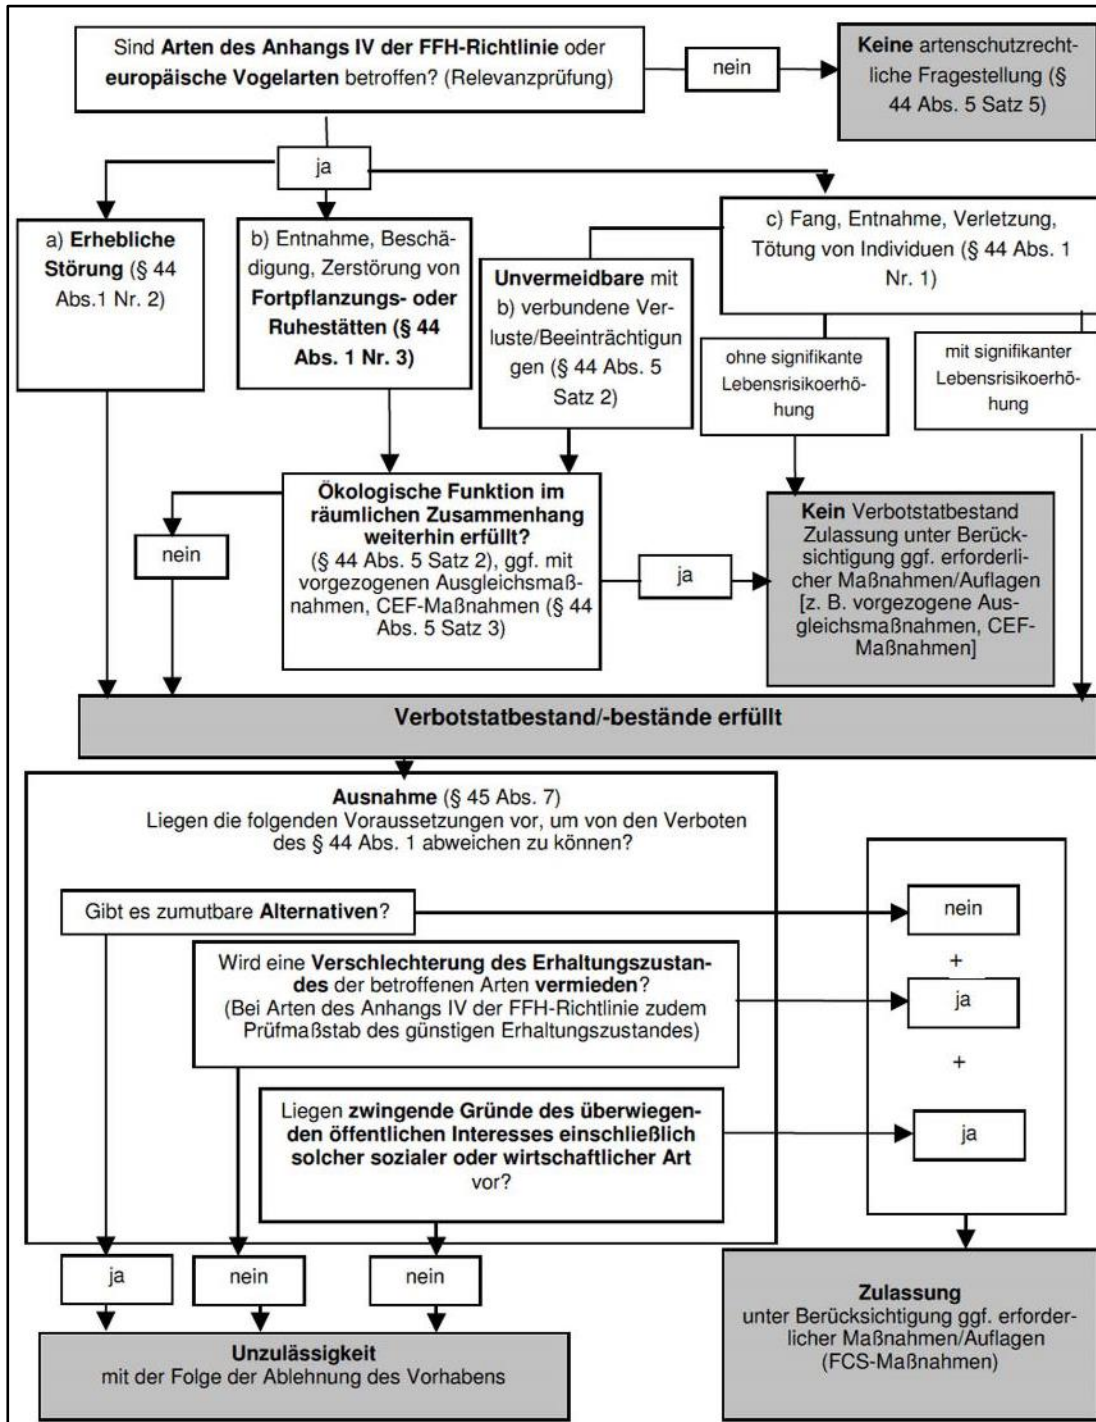 Sind Arten des Anhangs IV der FFH-Richtlinie oder
europäische Vogelarten betroffen? (Relevanzprüfung)
nein
Keine artenschutzrecht-
liche Fragestellung (§
44 Abs. 5 Satz 5)
ja
a) Erhebliche
Störung (§ 44
Abs.1 Nr. 2)
b) Entnahme, Beschä-
digung, Zerstörung von
Fortpflanzungs- oder
Ruhestätten (§ 44
Abs. 1 Nr. 3)
Unvermeidbare mit
b) verbundene Ver-
luste/Beeinträchtigun
gen (§ 44 Abs. 5
Satz 2)
c) Fang, Entnahme, Verletzung,
Tötung von Individuen (§ 44 Abs. 1
Nr. 1)
ohne signifikante
Lebensrisikoerhö-
hung
mit signifikanter
Lebensrisikoerhö-
hung
Ökologische Funktion im
räumlichen Zusammenhang
weiterhin erfüllt?
(§ 44 Abs. 5 Satz 2), ggf. mit
vorgezogenen Ausgleichsmaß-
nahmen, CEF-Maßnahmen (§ 44
Abs. 5 Satz 3)
nein
ja
Kein Verbotstatbestand
Zulassung unter Berück-
sichtigung ggf. erforderli-
cher Maßnahmen/Auflagen
[z. B. vorgezogene Aus-
gleichsmaßnahmen, CEF-
Maßnahmen]
Verbotstatbestand/-bestände erfüllt
Ausnahme (§ 45 Abs. 7)
Liegen die folgenden Voraussetzungen vor, um von den Verboten
des § 44 Abs. 1 abweichen zu können?
Gibt es zumutbare Alternativen?
nein
+
Wird eine Verschlechterung des Erhaltungszustan-
des der betroffenen Arten vermieden?
(Bei Arten des Anhangs IV der FFH-Richtlinie zudem
Prüfmaßstab des günstigen Erhaltungszustandes)
ja
+
Liegen zwingende Gründe des überwiegen-
den öffentlichen Interesses einschließlich
solcher sozialer oder wirtschaftlicher Art
vor?
ja
ja
nein
nein
Unzulässigkeit
mit der Folge der Ablehnung des Vorhabens
Zulassung
unter Berücksichtigung ggf. erforder-
licher Maßnahmen/Auflagen
(FCS-Maßnahmen)